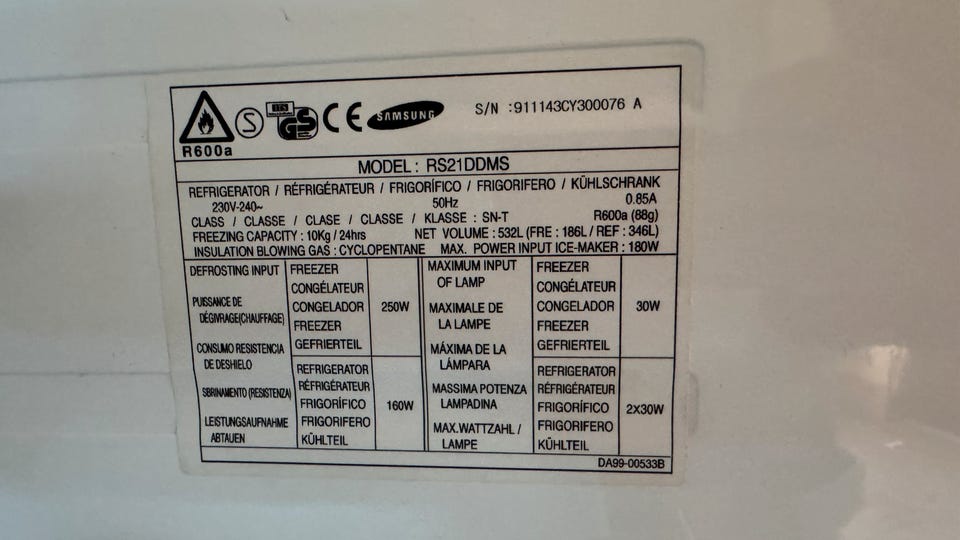 R600a
S
ITS
GS
CE
SAMSUNG
S/N :911143CY300076 A
MODEL : RS21DDMS
REFRIGERATOR / RÉFRIGÉRATEUR / FRIGORÍFICO / FRIGORIFERO / KÜHLSCHRANK
230V-240~ 50Hz 0.85A
CLASS / CLASSE / CLASE / CLASSE / KLASSE : SN-T R600a (88g)
FREEZING CAPACITY : 10Kg / 24hrs NET VOLUME : 532L (FRE : 186L / REF : 346L)
INSULATION BLOWING GAS : CYCLOPENTANE MAX. POWER INPUT ICE-MAKER : 180W
DEFROSTING INPUT
PUISSANCE DE
DÉGIVRAGE(CHAUFFAGE)
CONSUMO RESISTENCIA
DE DESHIELO
SBRINAMENTO (RESISTENZA)
LEISTUNGSAUFNAHME
ABTAUEN
FREEZER
CONGÉLATEUR
CONGELADOR
FREEZER
GEFRIERTEIL
250W
REFRIGERATOR
RÉFRIGÉRATEUR
FRIGORÍFICO
FRIGORIFERO
KÜHLTEIL
160W
MAXIMUM INPUT
OF LAMP
MAXIMALE DE
LA LAMPE
MÁXIMA DE LA
LÁMPARA
MASSIMA POTENZA
LAMPADINA
MAX.WATTZAHL /
LAMPE
FREEZER
CONGÉLATEUR
CONGELADOR
FREEZER
GEFRIERTEIL
30W
REFRIGERATOR
RÉFRIGÉRATEUR
FRIGORÍFICO
FRIGORIFERO
KÜHLTEIL
2X30W
DA99-00533B